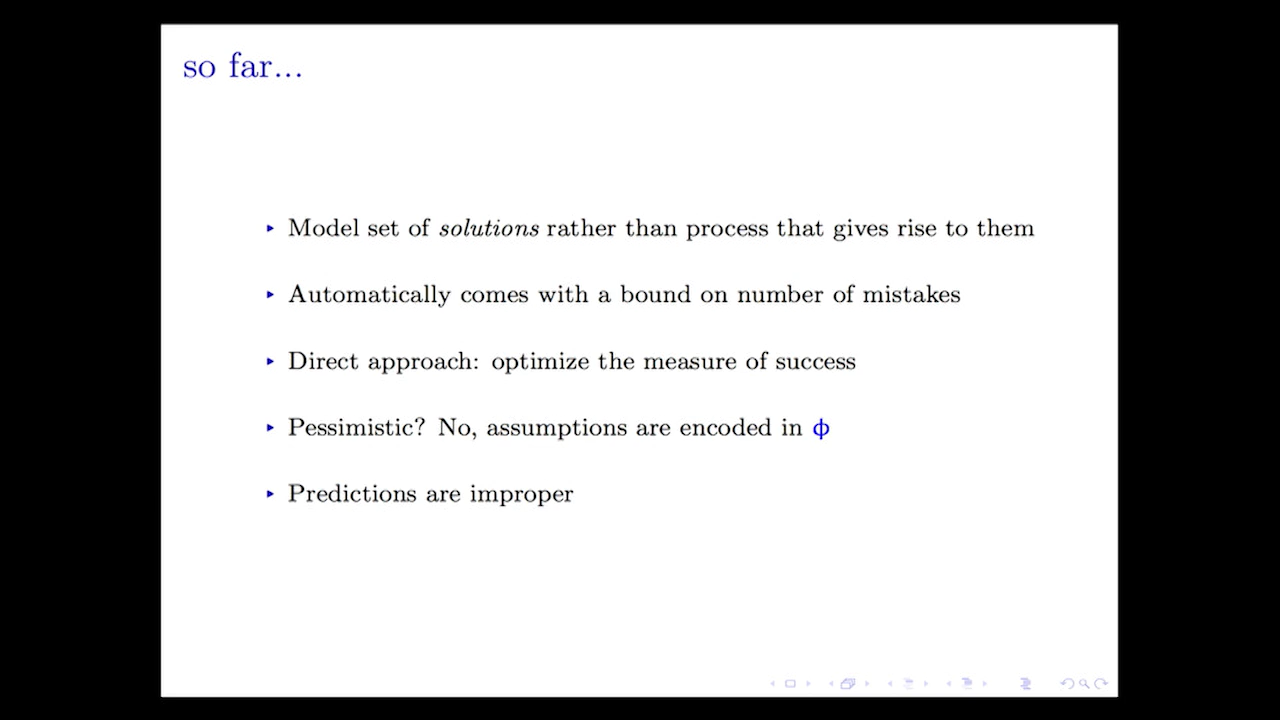 so far...
Model set of solutions rather than process that gives rise to them
Automatically comes with a bound on number of mistakes
Direct approach: optimize the measure of success
Pessimistic? No, assumptions are encoded in ϕ
Predictions are improper